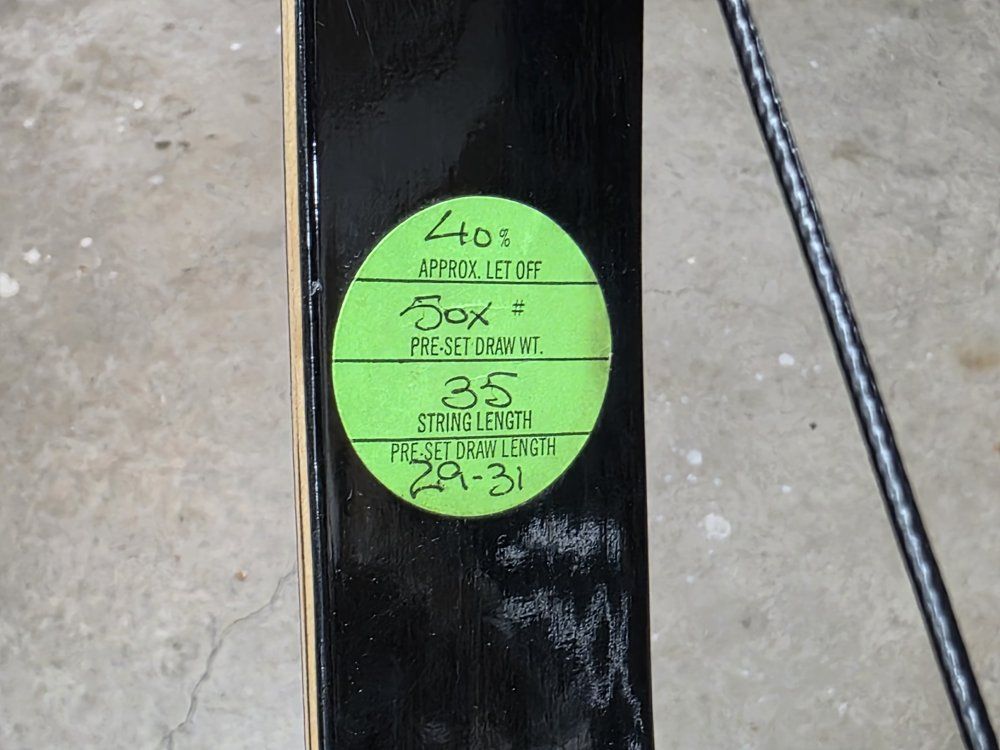 40%
APPROX. LET OFF
50X #
PRE-SET DRAW WT.
35
STRING LENGTH
PRE-SET DRAW LENGTH
29-31